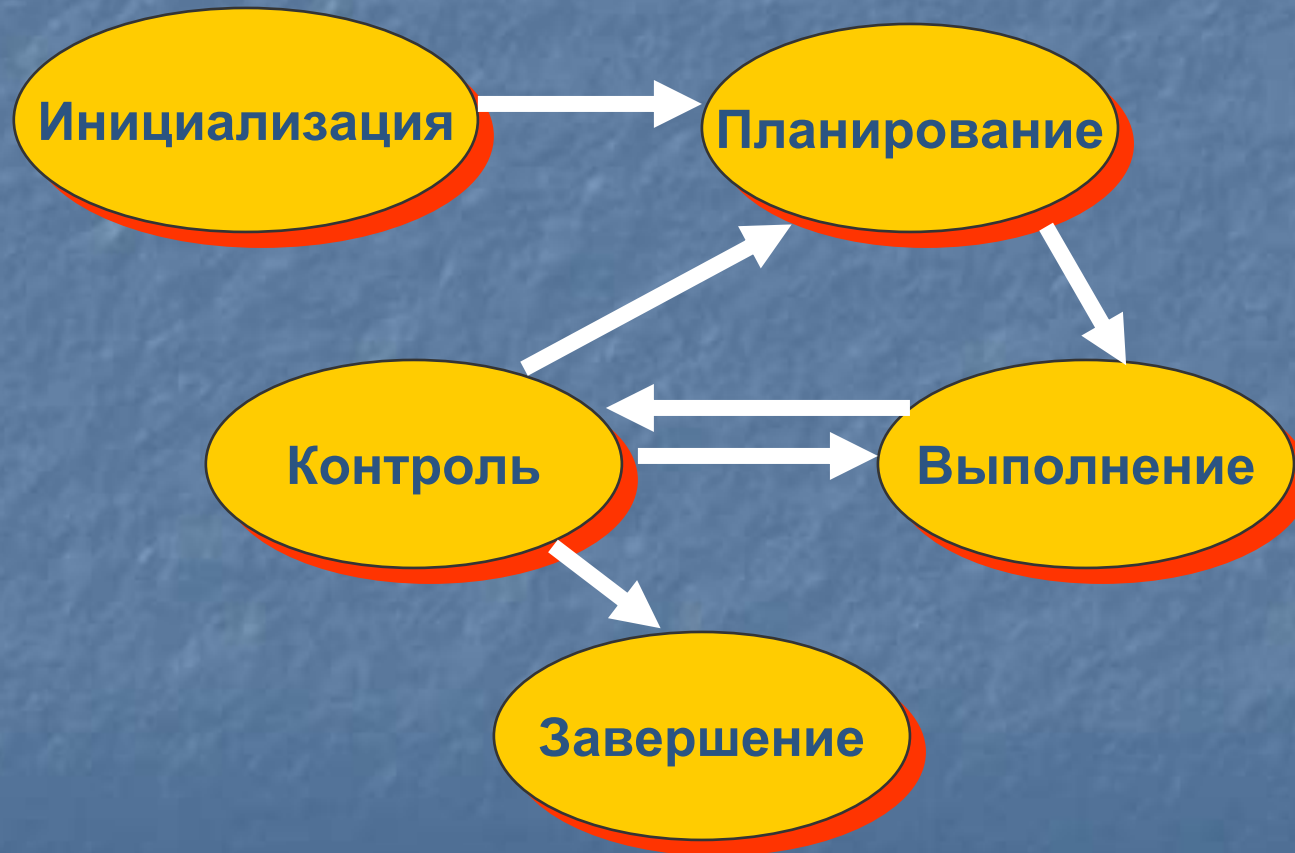 Инициализация
Планирование
Контроль
Выполнение
Завершение